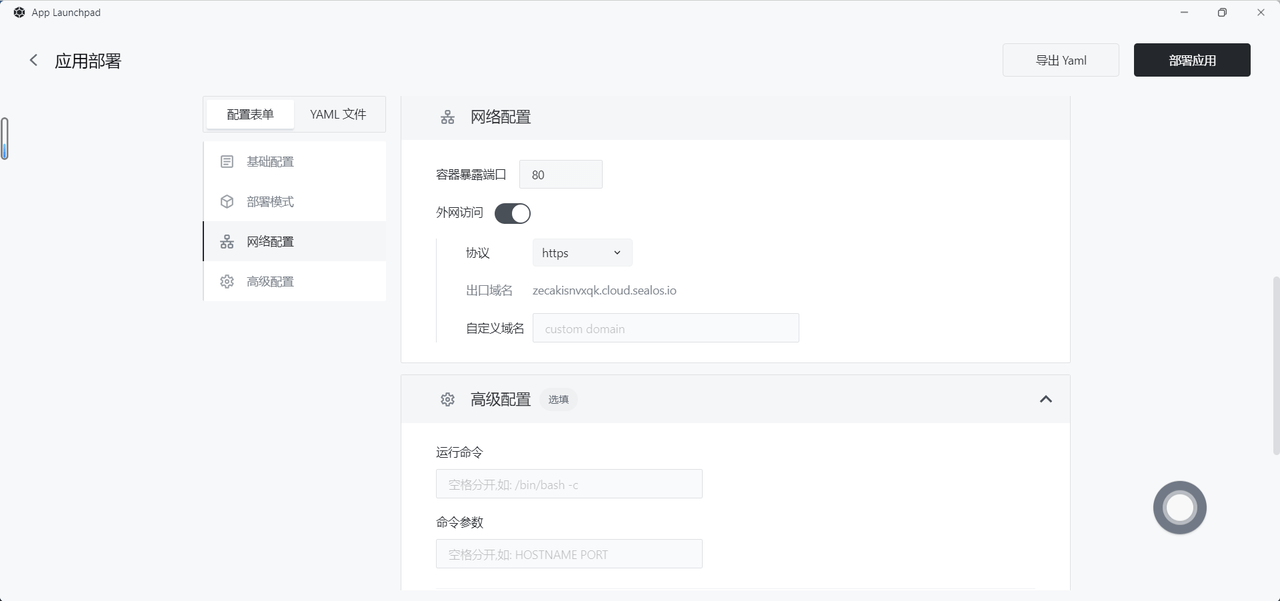 App Launchpad
应用部署
导出 Yaml
部署应用
配置表单
YAML 文件
基础配置
部署模式
网络配置
高级配置
网络配置
容器暴露端口
80
外网访问
协议
https
出口域名
zecakisnvxqk.cloud.sealos.io
自定义域名
custom domain
高级配置
选填
运行命令
空格分开,如: /bin/bash -c
命令参数
空格分开,如: HOSTNAME PORT